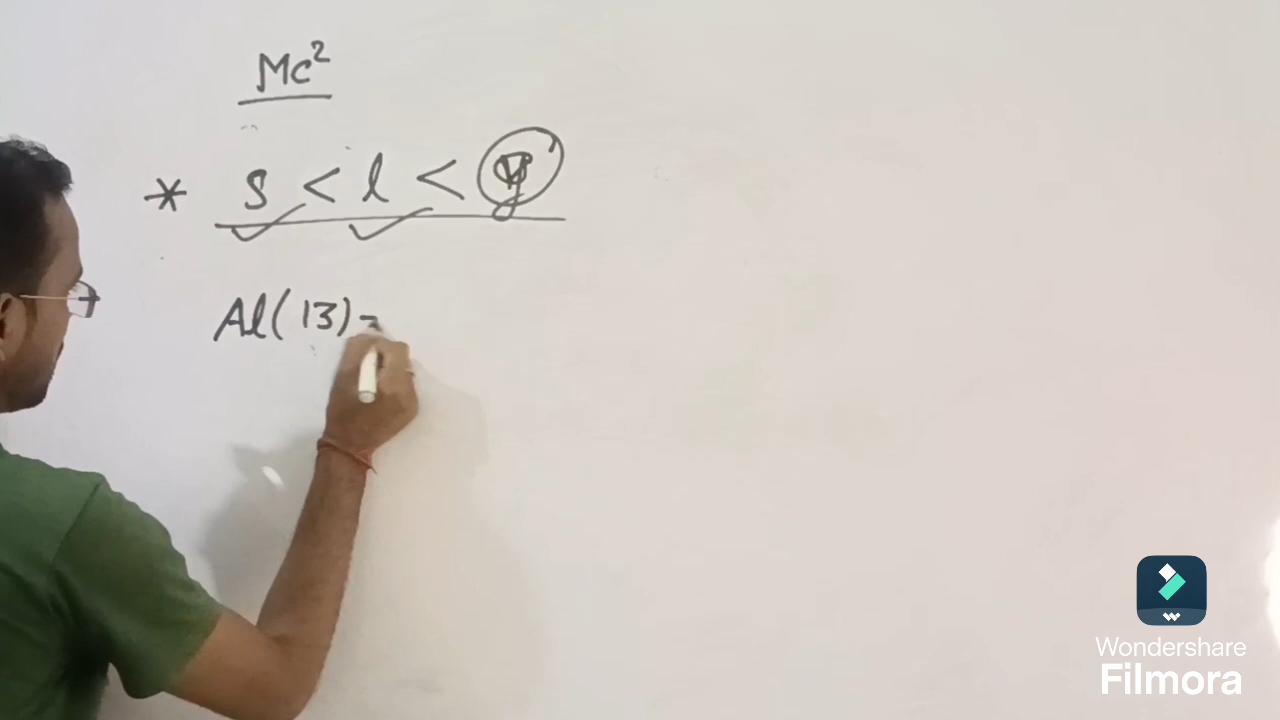 Mc²
* s < l < g
Al(13)-
Wondershare
Filmora